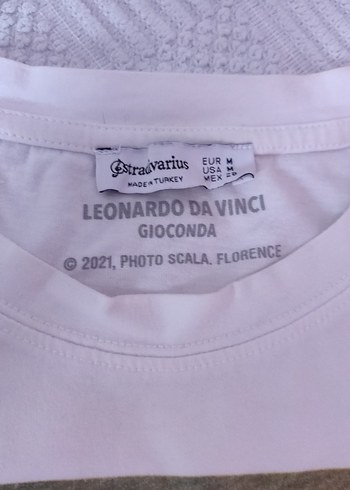 Stradivarius
MADE IN TURKEY
EUR M
USA M
MEX
LEONARDO DA VINCI
GIOCONDA
© 2021, PHOTO SCALA, FLORENCE